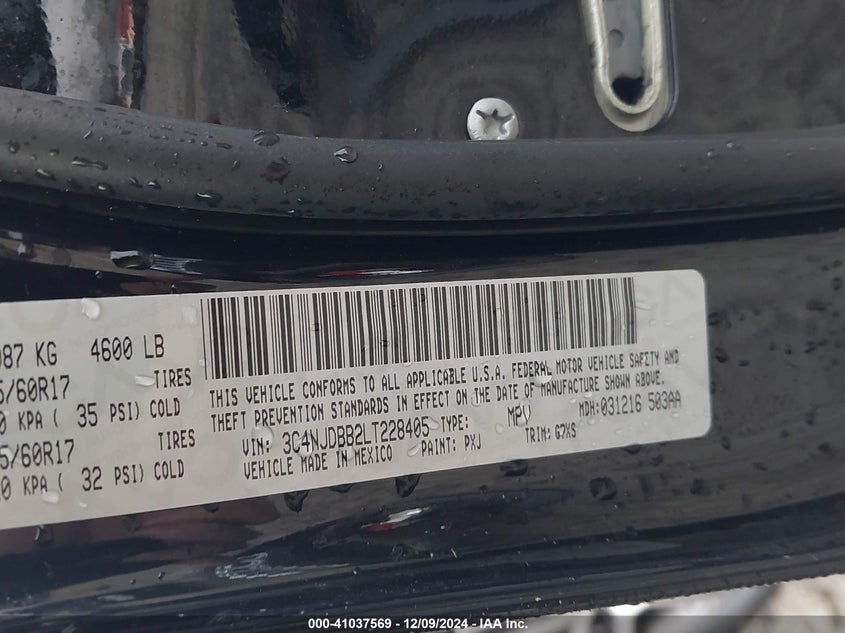 087 KG 4600 LB
5/60R17 TIRES
0 KPA ( 35 PSI) COLD
5/60R17 TIRES
0 KPA ( 32 PSI) COLD
THIS VEHICLE CONFORMS TO ALL APPLICABLE U.S.A. FEDERAL MOTOR VEHICLE SAFETY AND
THEFT PREVENTION STANDARDS IN EFFECT ON THE DATE OF MANUFACTURE SHOWN ABOVE.
VIN: 3C4NJDBB2LT228405 TYPE: MPV MDH:031216 503AA
VEHICLE MADE IN MEXICO PAINT: PXJ TRIM: G7XS
000-41037569 - 12/09/2024 - IAA Inc.